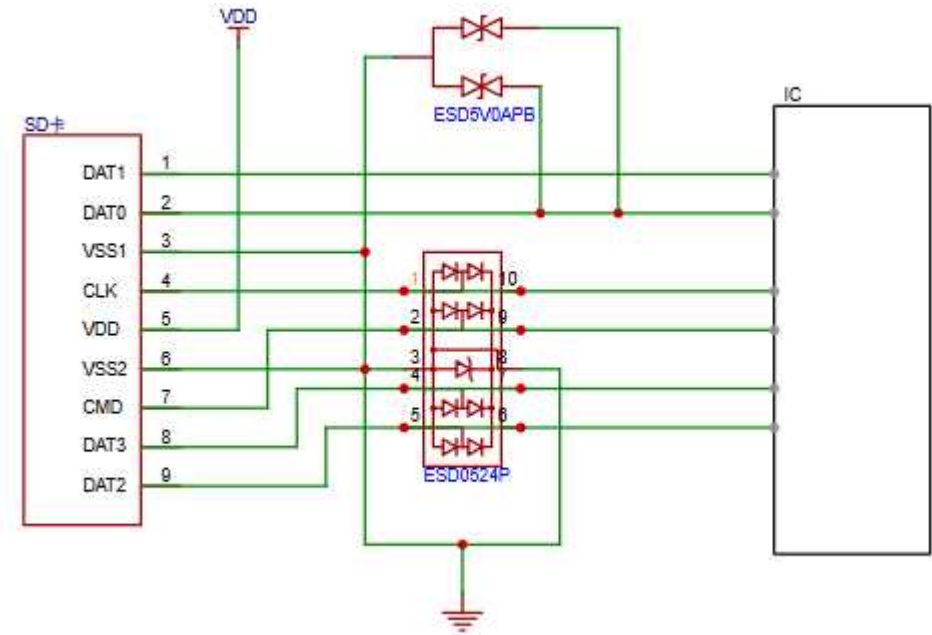 VDD
ESD5V0APB
IC
SD卡
DAT1 1
DAT0 2
VSS1 3
CLK 4
VDD 5
VSS2 6
CMD 7
DAT3 8
DAT2 9
1 10
2 9
3 8
4
5 6
ESD0524P